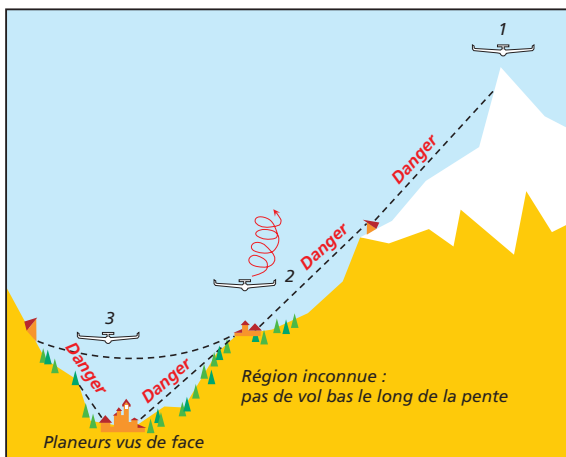 1
Danger
Danger
2
3
Danger
Danger
Région inconnue :
pas de vol bas le long de la pente
Planeurs vus de face